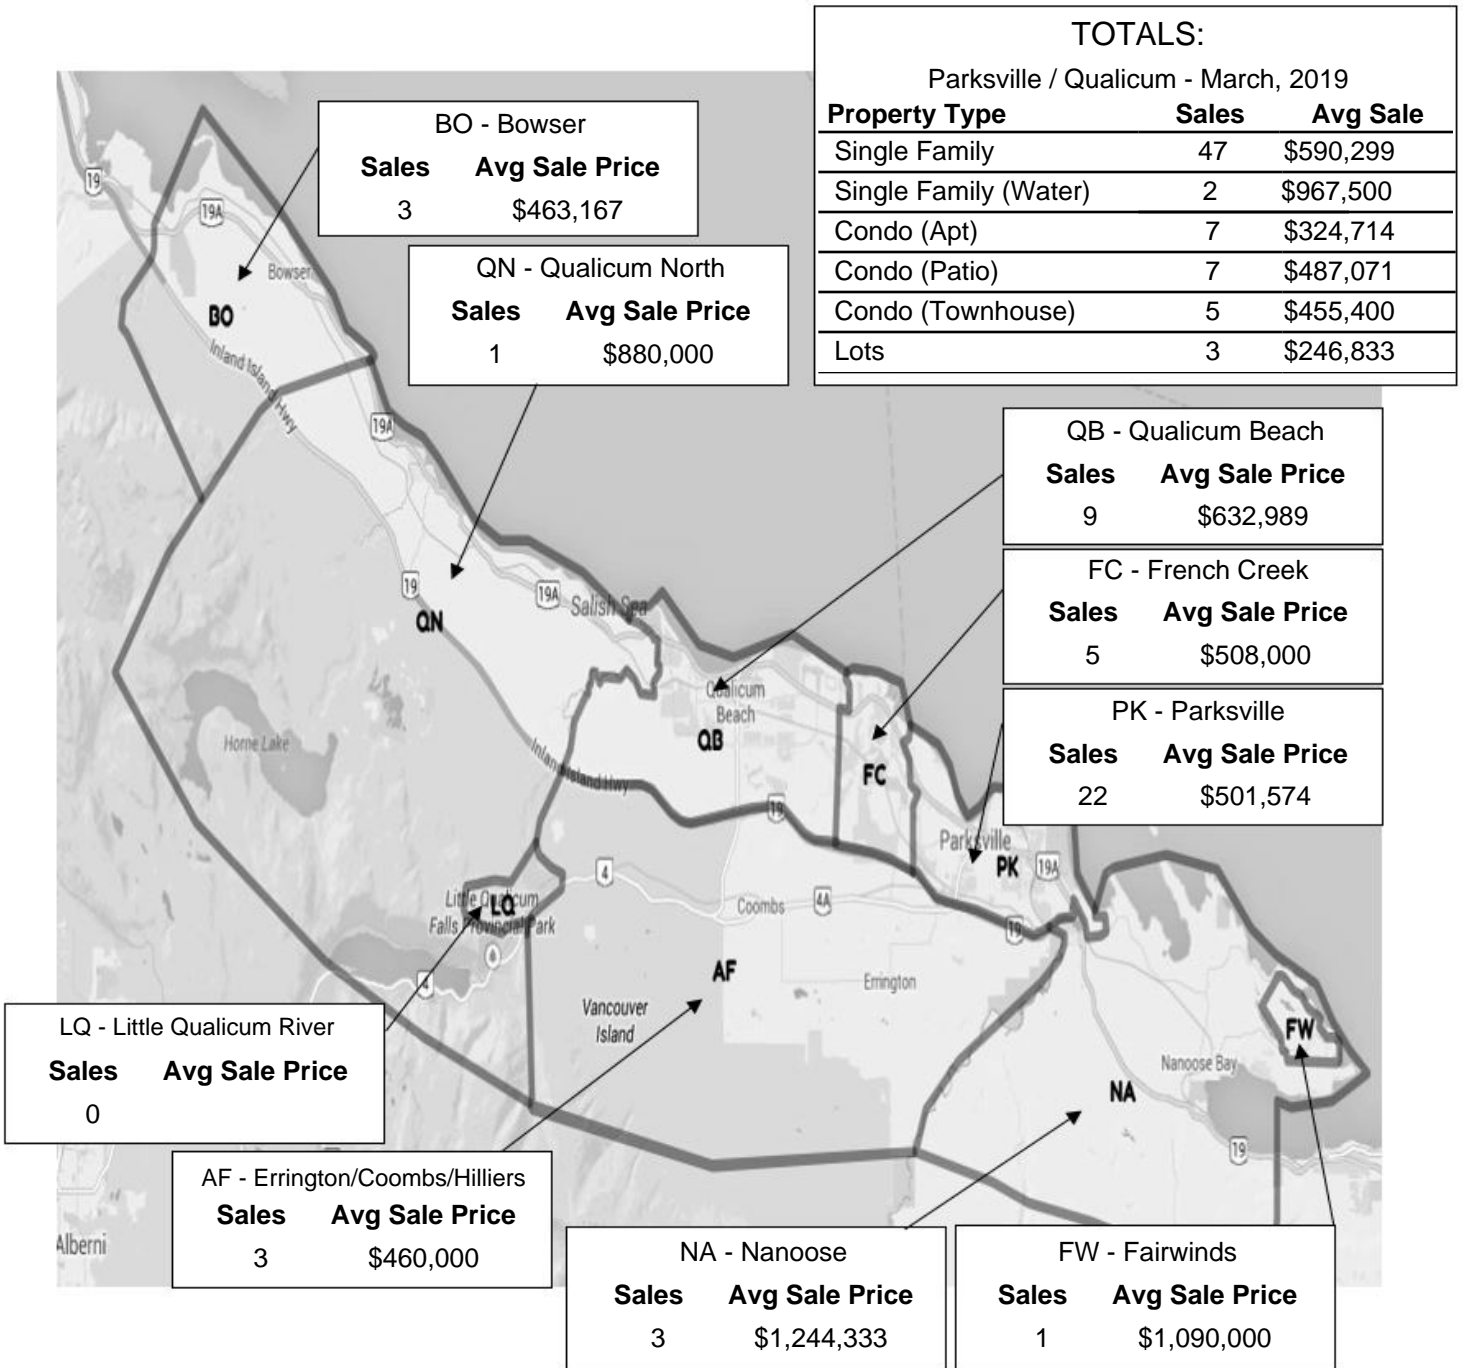 TOTALS:
Parksville / Qualicum - March, 2019
Property Type Sales Avg Sale
Single Family 47 $590,299
Single Family (Water) 2 $967,500
Condo (Apt) 7 $324,714
Condo (Patio) 7 $487,071
Condo (Townhouse) 5 $455,400
Lots 3 $246,833
BO - Bowser
Sales Avg Sale Price
3 $463,167
QN - Qualicum North
Sales Avg Sale Price
1 $880,000
QB - Qualicum Beach
Sales Avg Sale Price
9 $632,989
FC - French Creek
Sales Avg Sale Price
5 $508,000
PK - Parksville
Sales Avg Sale Price
22 $501,574
LQ - Little Qualicum River
Sales Avg Sale Price
0
AF - Errington/Coombs/Hilliers
Sales Avg Sale Price
3 $460,000
NA - Nanoose
Sales Avg Sale Price
3 $1,244,333
FW - Fairwinds
Sales Avg Sale Price
1 $1,090,000
19
19A
Bowser
BO
Inland Island Hwy
19A
19
19A
Salish Sea
QN
Qualicum
Beach
QB
Horne Lake
Inland Island Hwy
FC
19
Parksville
PK
19A
4
Little Qualicum
Falls Provincial Park
LQ
Coombs
4A
19
4
AF
Errington
Vancouver
Island
FW
Nanoose Bay
NA
19
Alberni